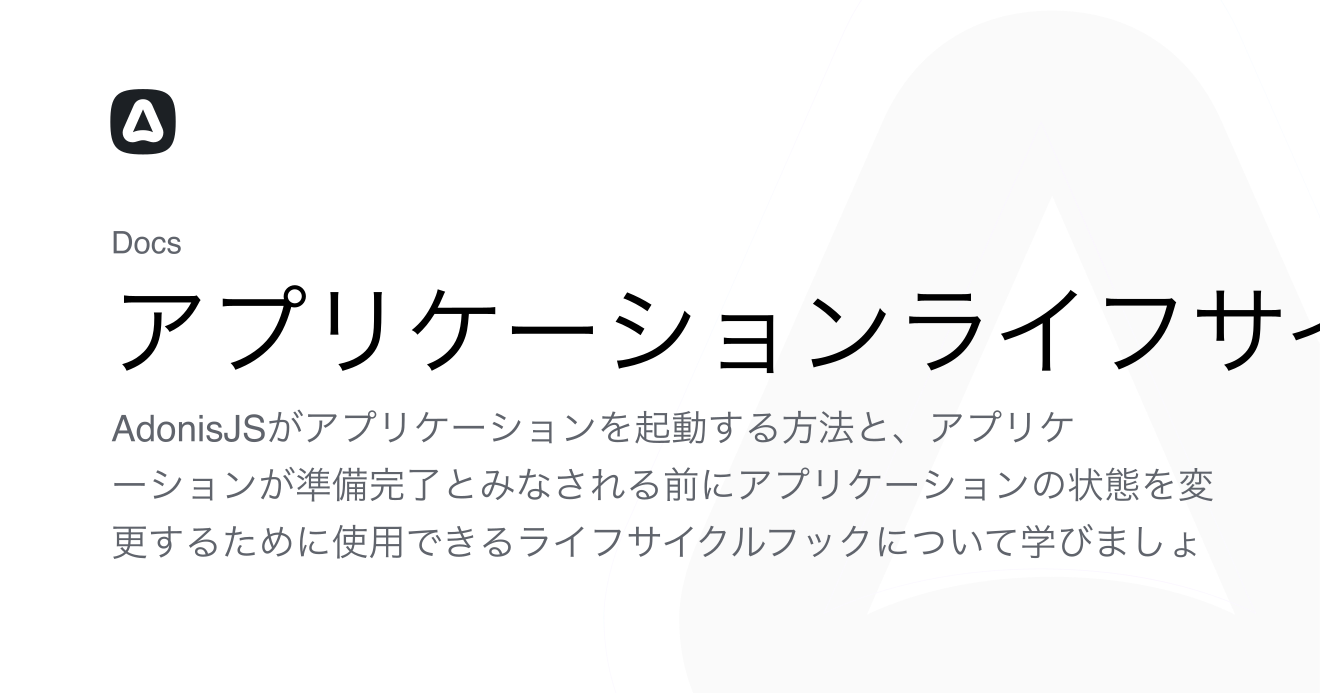 Docs
アプリケーションライフサイ
AdonisJSがアプリケーションを起動する方法と、アプリケ
ーションが準備完了とみなされる前にアプリケーションの状態を変
更するために使用できるライフサイクルフックについて学びましょ